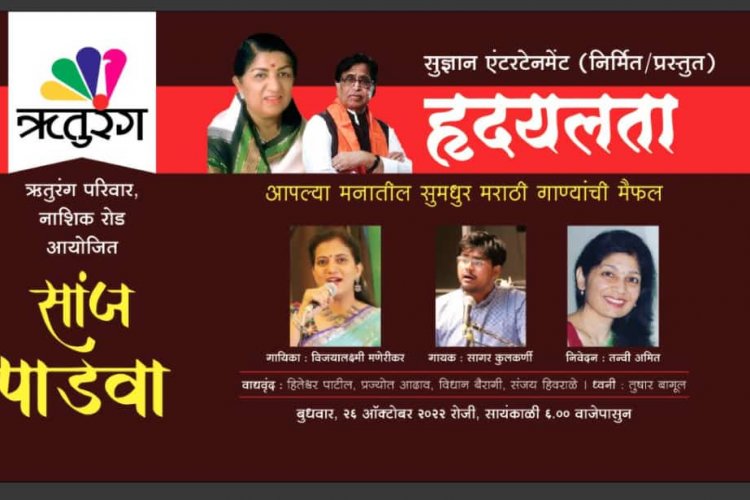 ऋतुरंग
ऋतुरंग परिवार,
नाशिक रोड
आयोजित
सांज
पाडवा
सुज्ञान एंटरटेनमेंट (निर्मित/प्रस्तुत)
हृदयलता
आपल्या मनातील सुमधुर मराठी गाण्यांची मैफल
गायिका : विजयालक्ष्मी मणेरीकर
गायक : सागर कुलकर्णी
निवेदन : तन्वी अमित
वाद्यवृंद : हितेश्वर पाटील, प्रज्योत आढाव, विधान बैरागी, संजय हिवराळे । ध्वनी : तुषार बागूल
बुधवार, २६ ऑक्टोबर २०२२ रोजी, सायंकाळी ६.०० वाजेपासुन